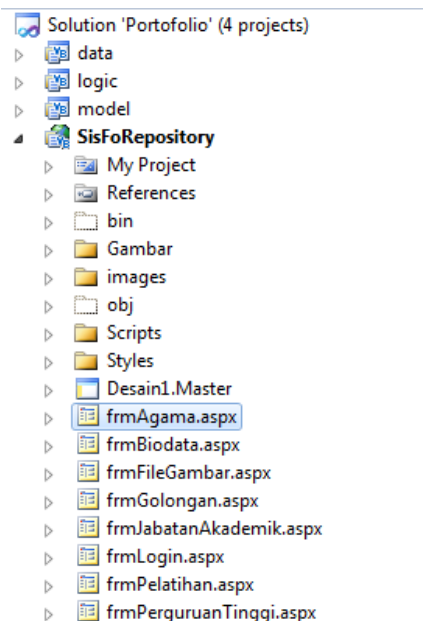 Solution 'Portofolio' (4 projects)
data
logic
model
SisFoRepository
My Project
References
bin
Gambar
images
obj
Scripts
Styles
Desain1.Master
frmAgama.aspx
frmBiodata.aspx
frmFileGambar.aspx
frmGolongan.aspx
frmJabatanAkademik.aspx
frmLogin.aspx
frmPelatihan.aspx
frmPerguruanTinggi.aspx